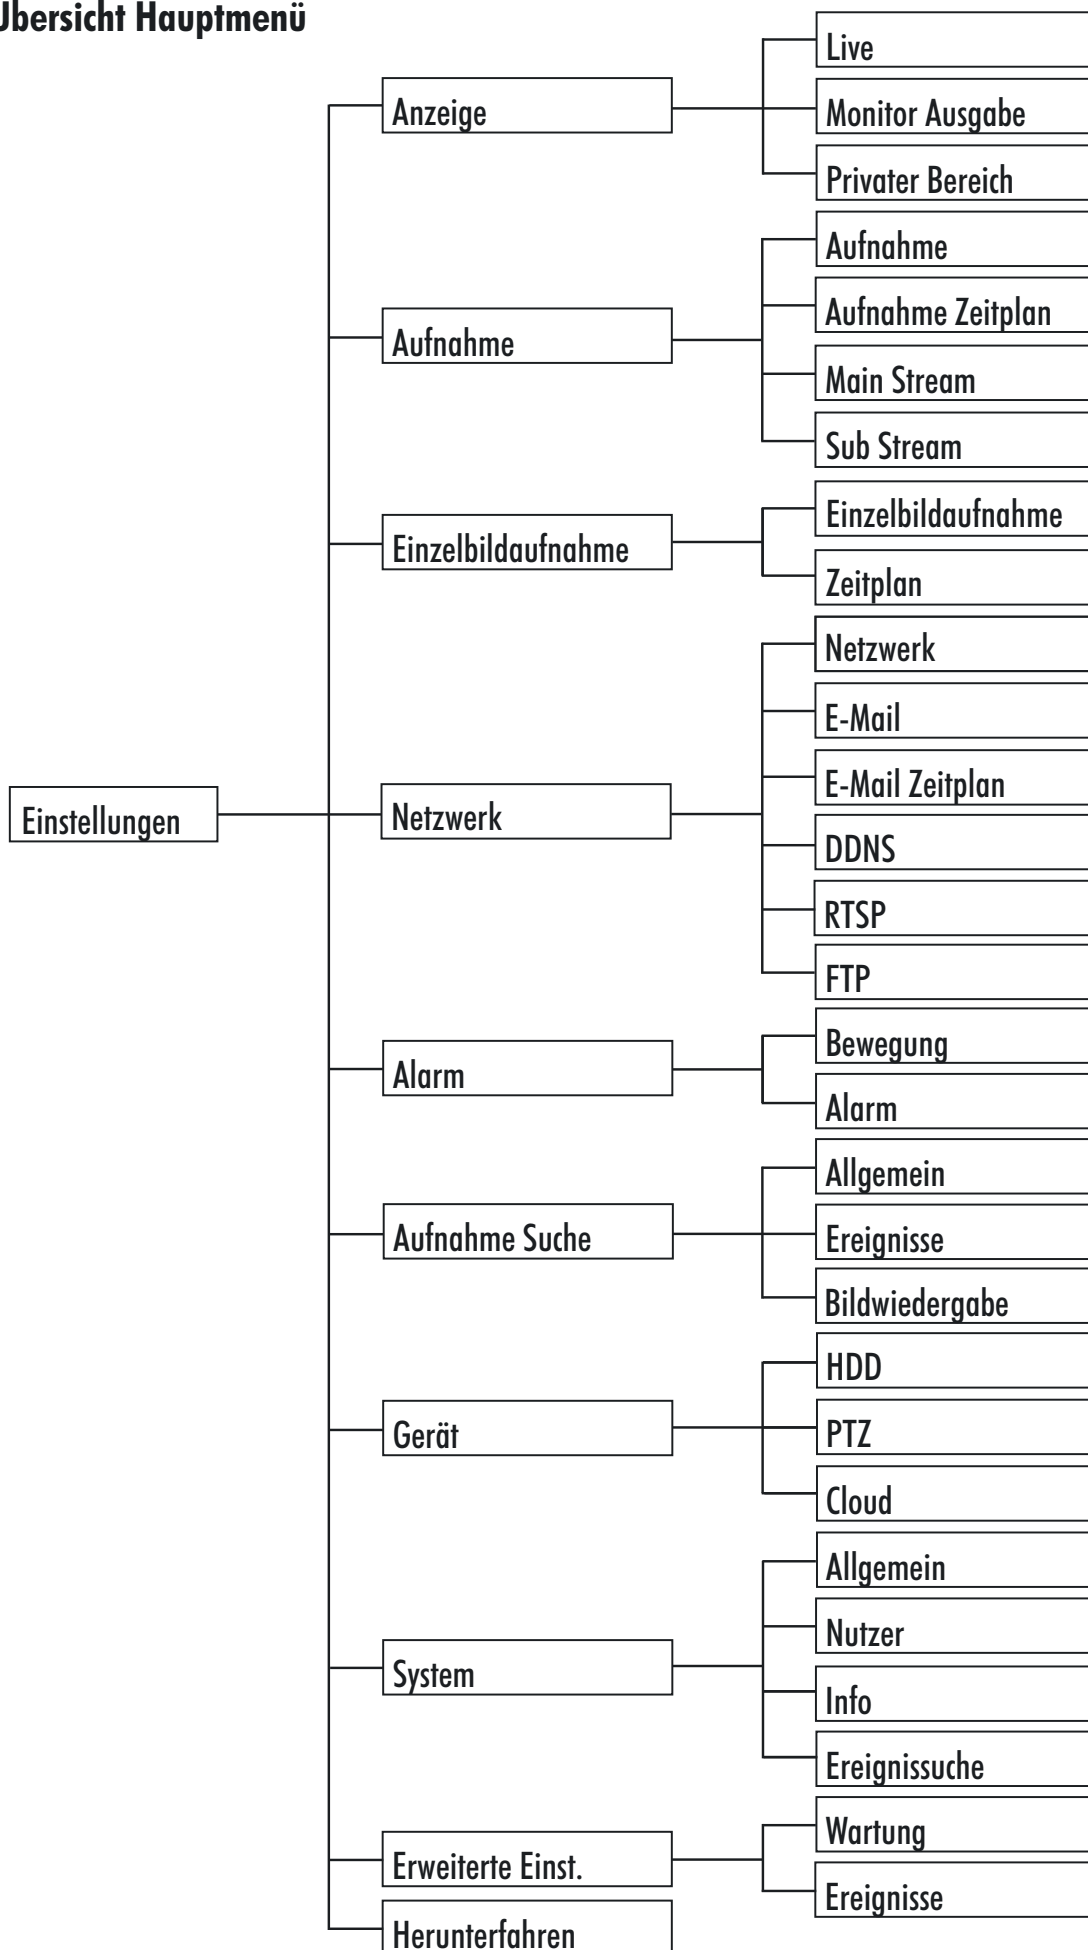 Übersicht Hauptmenü
Einstellungen
Anzeige
Live
Monitor Ausgabe
Privater Bereich
Aufnahme
Aufnahme
Aufnahme Zeitplan
Main Stream
Sub Stream
Einzelbildaufnahme
Einzelbildaufnahme
Zeitplan
Netzwerk
Netzwerk
E-Mail
E-Mail Zeitplan
DDNS
RTSP
FTP
Alarm
Bewegung
Alarm
Aufnahme Suche
Allgemein
Ereignisse
Bildwiedergabe
Gerät
HDD
PTZ
Cloud
System
Allgemein
Nutzer
Info
Ereignissuche
Erweiterte Einst.
Wartung
Ereignisse
Herunterfahren